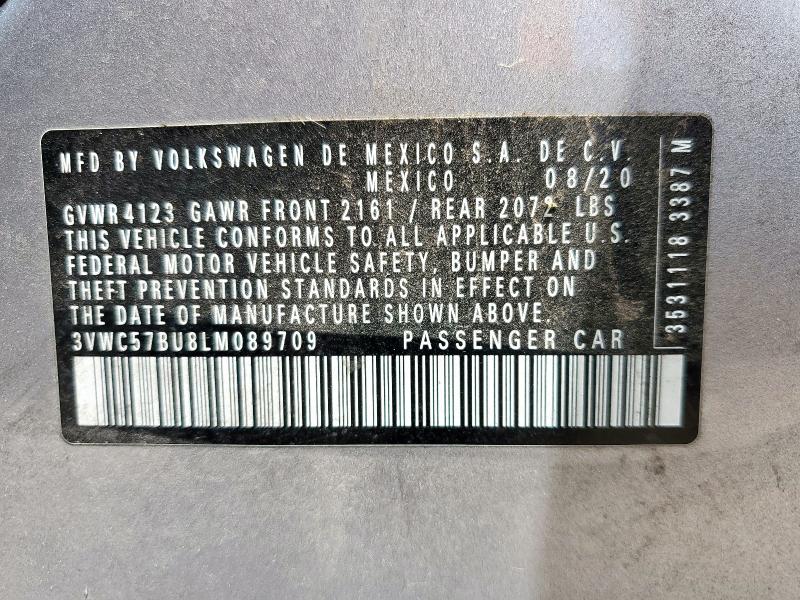 MFD BY VOLKSWAGEN DE MEXICO S.A. DE C.V.
MEXICO 08/20
GVWR 4123 GAWR FRONT 2161 / REAR 2072 LBS
THIS VEHICLE CONFORMS TO ALL APPLICABLE U.S.
FEDERAL MOTOR VEHICLE SAFETY, BUMPER AND
THEFT PREVENTION STANDARDS IN EFFECT ON
THE DATE OF MANUFACTURE SHOWN ABOVE.
3VWC57BU8LM089709 PASSENGER CAR
3531118 3387 M